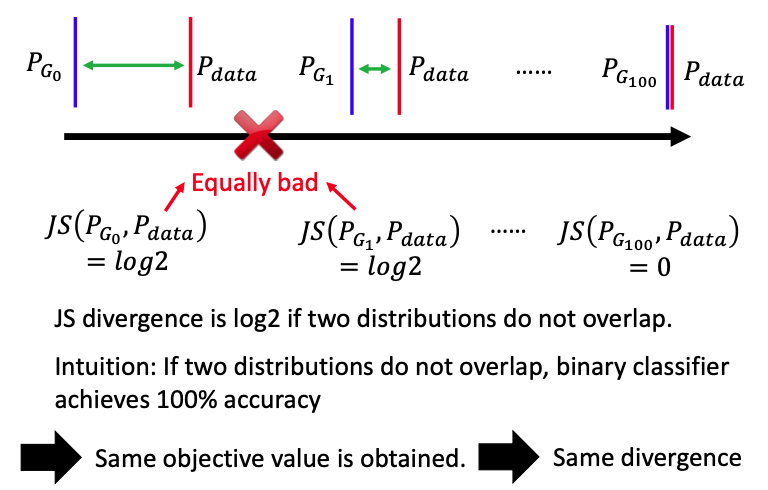 P_{G_0} P_{data} P_{G_1} P_{data} ...... P_{G_{100}} P_{data}
Equally bad
JS(P_{G_0}, P_{data}) JS(P_{G_1}, P_{data}) ...... JS(P_{G_{100}}, P_{data})
= log2 = log2 = 0
JS divergence is log2 if two distributions do not overlap.
Intuition: If two distributions do not overlap, binary classifier
achieves 100% accuracy
Same objective value is obtained. Same divergence